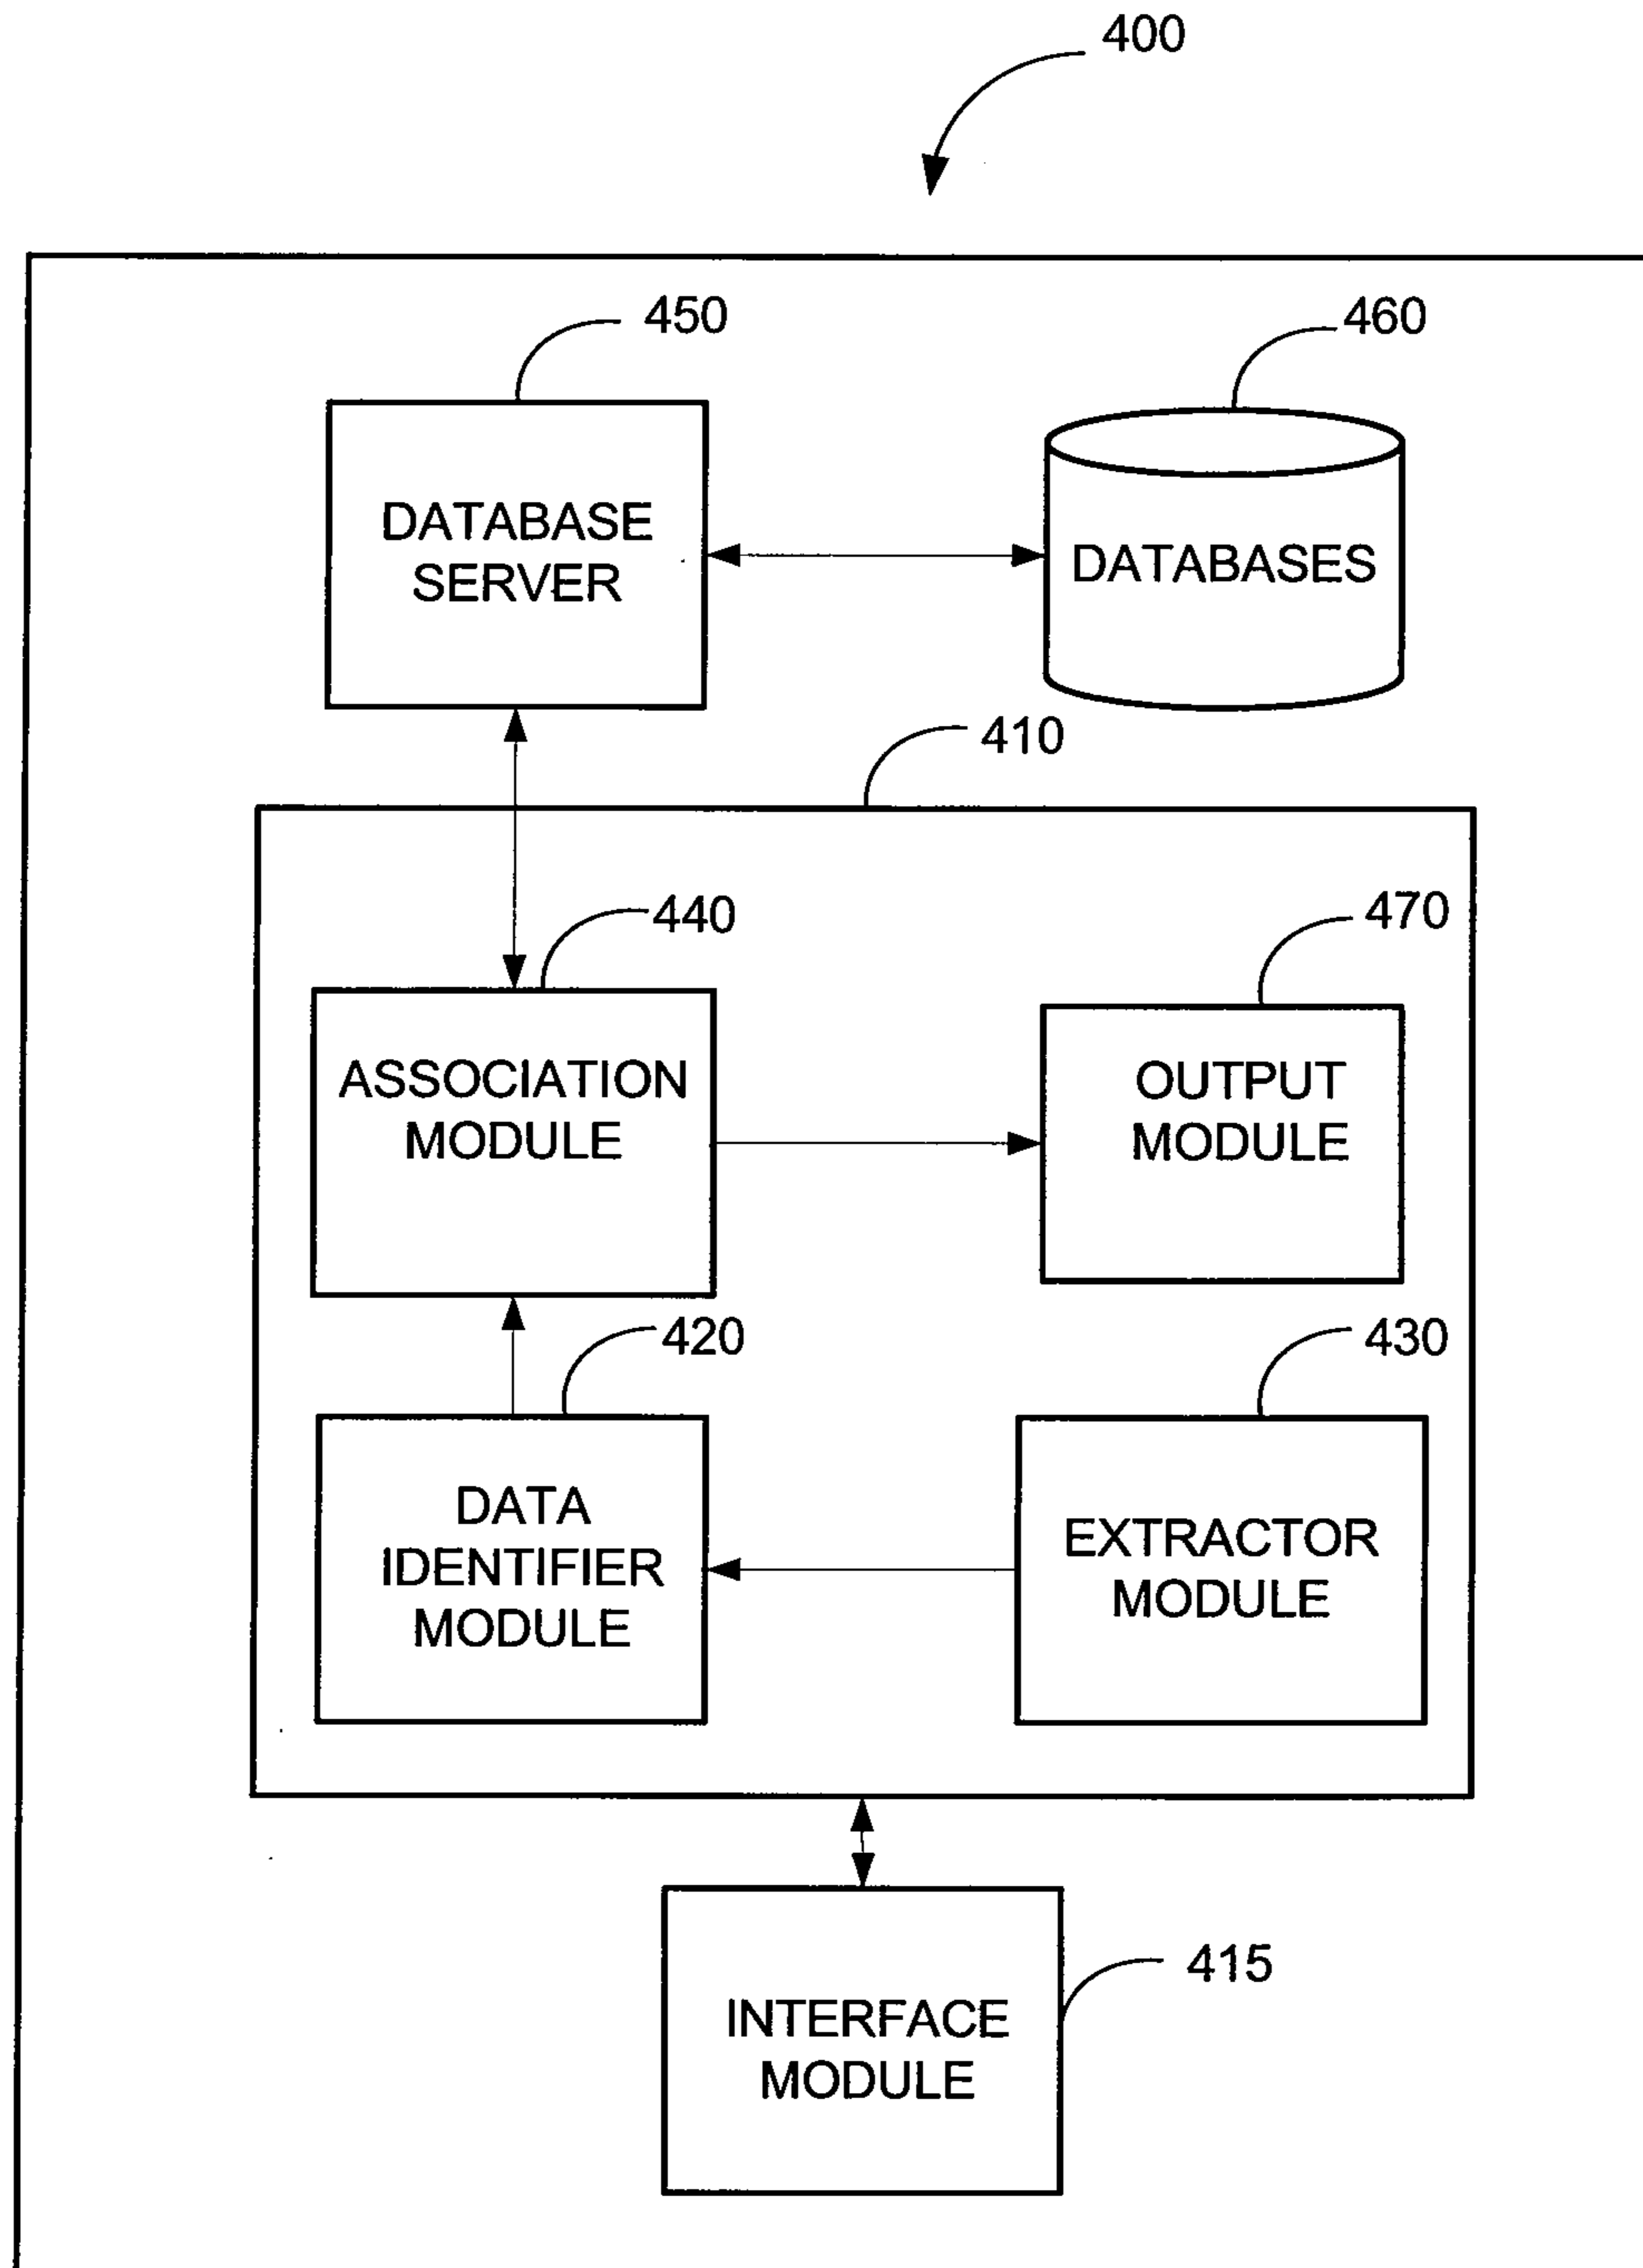 400
450
460
DATABASE
SERVER
DATABASES
410
440
470
ASSOCIATION
MODULE
OUTPUT
MODULE
420
430
DATA
IDENTIFIER
MODULE
EXTRACTOR
MODULE
415
INTERFACE
MODULE